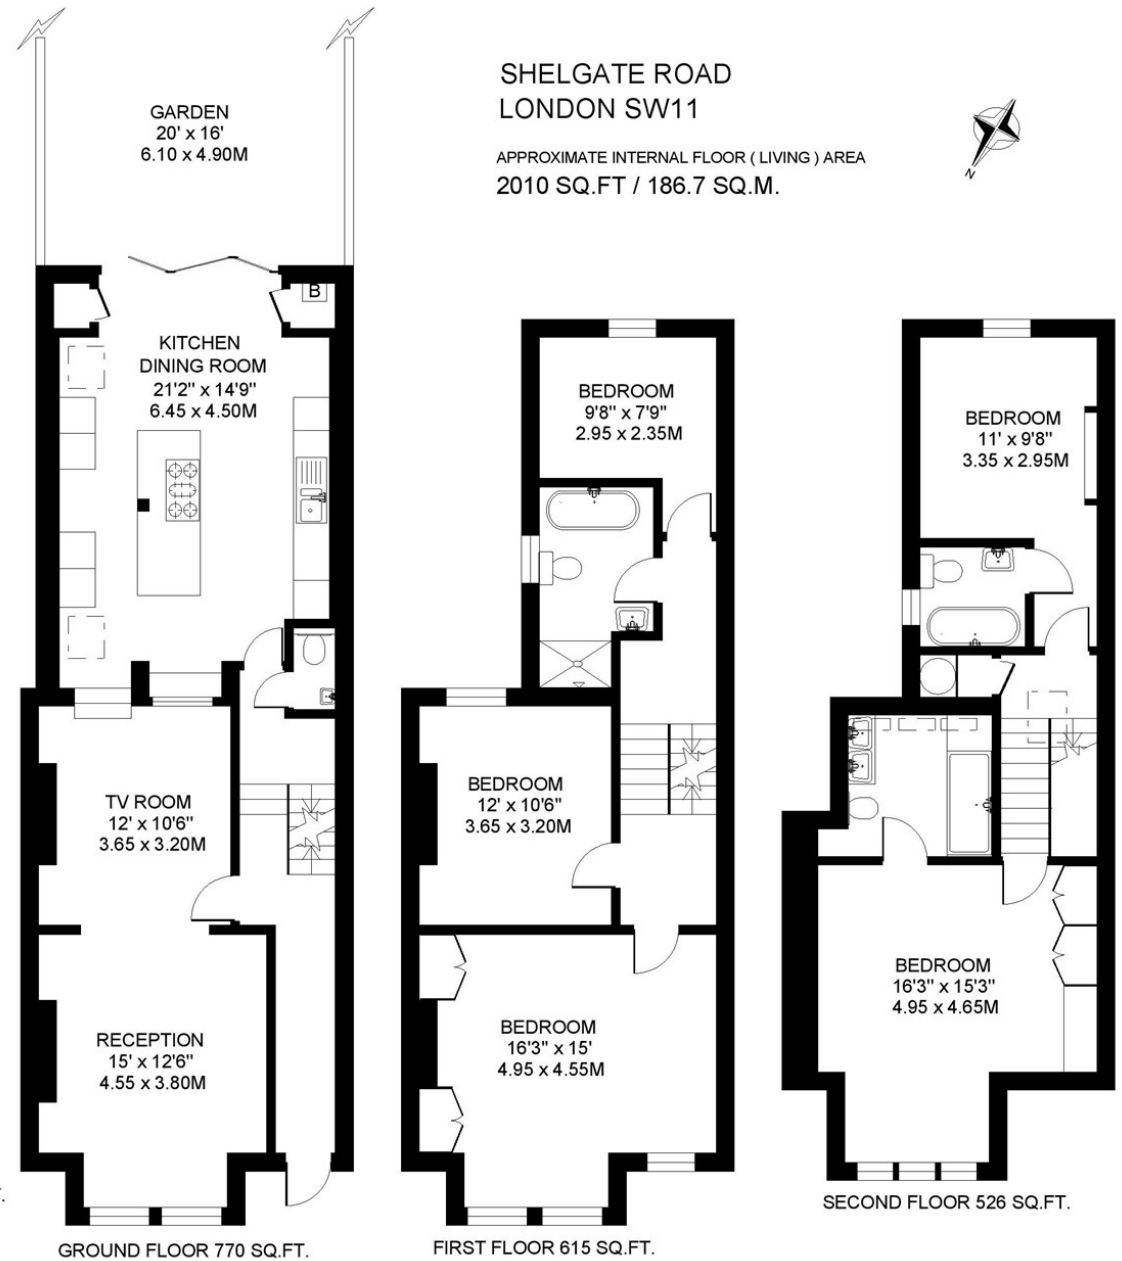 SHELGATE ROAD
LONDON SW11
APPROXIMATE INTERNAL FLOOR ( LIVING ) AREA
2010 SQ.FT / 186.7 SQ.M.
N
GARDEN
20' x 16'
6.10 x 4.90M
B
KITCHEN
DINING ROOM
21'2" x 14'9"
6.45 x 4.50M
TV ROOM
12' x 10'6"
3.65 x 3.20M
RECEPTION
15' x 12'6"
4.55 x 3.80M
T.
GROUND FLOOR 770 SQ.FT.
BEDROOM
9'8" x 7'9"
2.95 x 2.35M
BEDROOM
12' x 10'6"
3.65 x 3.20M
BEDROOM
16'3" x 15'
4.95 x 4.55M
FIRST FLOOR 615 SQ.FT.
BEDROOM
11' x 9'8"
3.35 x 2.95M
BEDROOM
16'3" x 15'3"
4.95 x 4.65M
SECOND FLOOR 526 SQ.FT.